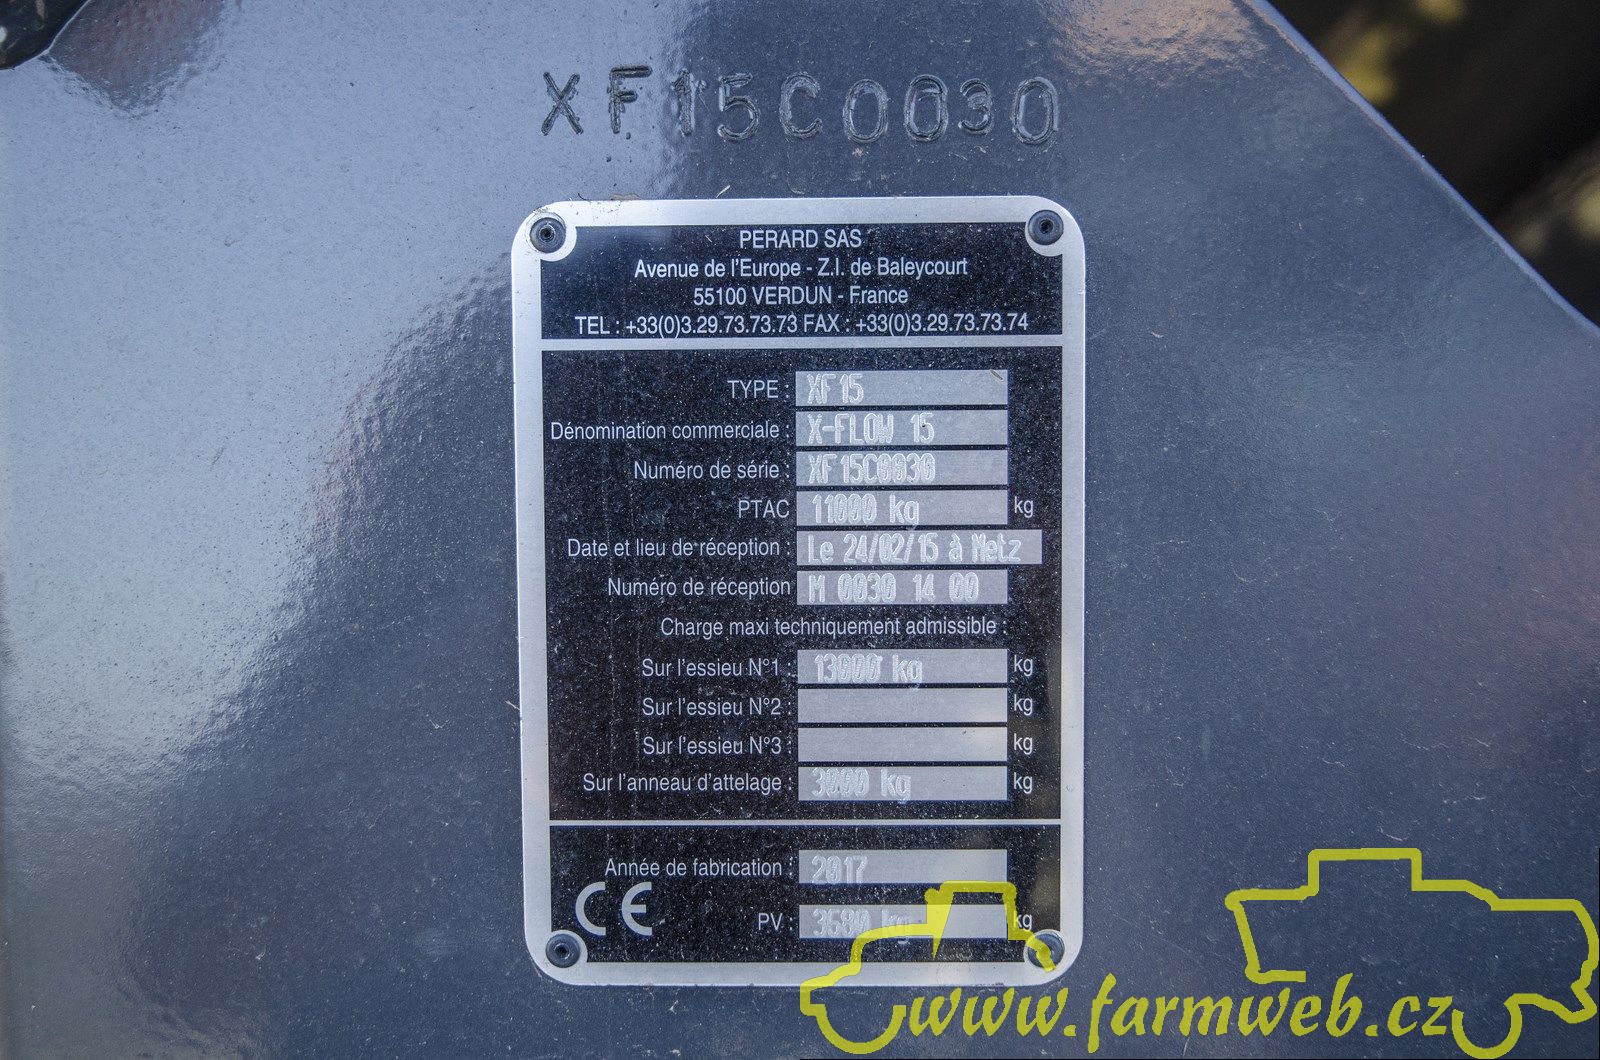 XF15C0030
PERARD SAS
Avenue de l'Europe - Z.I. de Baleycourt
55100 VERDUN - France
TEL : +33(0)3.29.73.73.73 FAX : +33(0)3.29.73.73.74
TYPE : XF15
Dénomination commerciale : X-FLOW 15
Numéro de série : XF15C0030
PTAC 11000 kg kg
Date et lieu de réception : Le 24/02/15 à Metz
Numéro de réception M 0030 14 00
Charge maxi techniquement admissible :
Sur l'essieu N°1 : 13000 kg kg
Sur l'essieu N°2 : kg
Sur l'essieu N°3 : kg
Sur l'anneau d'attelage : 3000 kg kg
Année de fabrication : 2017
CE PV : kg kg
www.farmweb.cz